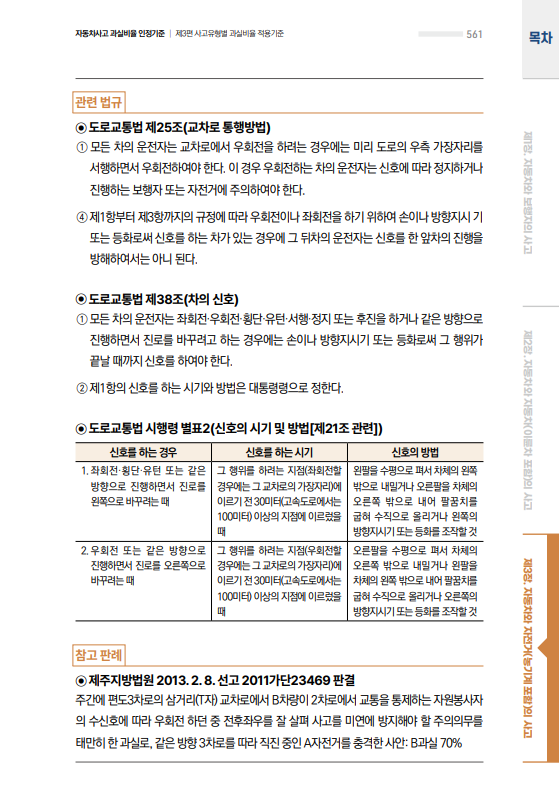 자동차사고 과실비율 인정기준 | 제3편 사고유형별 과실비율 적용기준
561
목차
관련 법규
◉ 도로교통법 제25조(교차로 통행방법)
① 모든 차의 운전자는 교차로에서 우회전을 하려는 경우에는 미리 도로의 우측 가장자리를
서행하면서 우회전하여야 한다. 이 경우 우회전하는 차의 운전자는 신호에 따라 정지하거나
진행하는 보행자 또는 자전거에 주의하여야 한다.
④ 제1항부터 제3항까지의 규정에 따라 우회전이나 좌회전을 하기 위하여 손이나 방향지시 기
또는 등화로써 신호를 하는 차가 있는 경우에 그 뒤차의 운전자는 신호를 한 앞차의 진행을
방해하여서는 아니 된다.
◉ 도로교통법 제38조(차의 신호)
① 모든 차의 운전자는 좌회전·우회전·횡단·유턴·서행·정지 또는 후진을 하거나 같은 방향으로
진행하면서 진로를 바꾸려고 하는 경우에는 손이나 방향지시기 또는 등화로써 그 행위가
끝날 때까지 신호를 하여야 한다.
② 제1항의 신호를 하는 시기와 방법은 대통령령으로 정한다.
◉ 도로교통법 시행령 별표2(신호의 시기 및 방법[제21조 관련])
신호를 하는 경우
신호를 하는 시기
신호의 방법
1. 좌회전·횡단·유턴 또는 같은
방향으로 진행하면서 진로를
왼쪽으로 바꾸려는 때
그 행위를 하려는 지점(좌회전할
경우에는 그 교차로의 가장자리)에
이르기 전 30미터(고속도로에서는
100미터) 이상의 지점에 이르렀을
때
왼팔을 수평으로 펴서 차체의 왼쪽
밖으로 내밀거나 오른팔을 차체의
오른쪽 밖으로 내어 팔꿈치를
굽혀 수직으로 올리거나 왼쪽의
방향지시기 또는 등화를 조작할 것
2. 우회전 또는 같은 방향으로
진행하면서 진로를 오른쪽으로
바꾸려는 때
그 행위를 하려는 지점(우회전할
경우에는 그 교차로의 가장자리)에
이르기 전 30미터(고속도로에서는
100미터) 이상의 지점에 이르렀을
때
오른팔을 수평으로 펴서 차체의
오른쪽 밖으로 내밀거나 왼팔을
차체의 왼쪽 밖으로 내어 팔꿈치를
굽혀 수직으로 올리거나 오른쪽의
방향지시기 또는 등화를 조작할 것
참고 판례
◉ 제주지방법원 2013. 2. 8. 선고 2011가단23469 판결
주간에 편도3차로의 삼거리(T자) 교차로에서 B차량이 2차로에서 교통을 통제하는 자원봉사자
의 수신호에 따라 우회전 하던 중 전후좌우를 잘 살펴 사고를 미연에 방지해야 할 주의의무를
태만히 한 과실로, 같은 방향 3차로를 따라 직진 중인 A자전거를 충격한 사안: B과실 70%
제1장. 자동차와 보행자의 사고
제2장. 자동차와 자동차(이륜차 포함)의 사고
제3장. 자동차와 자전거(농기계 포함)의 사고